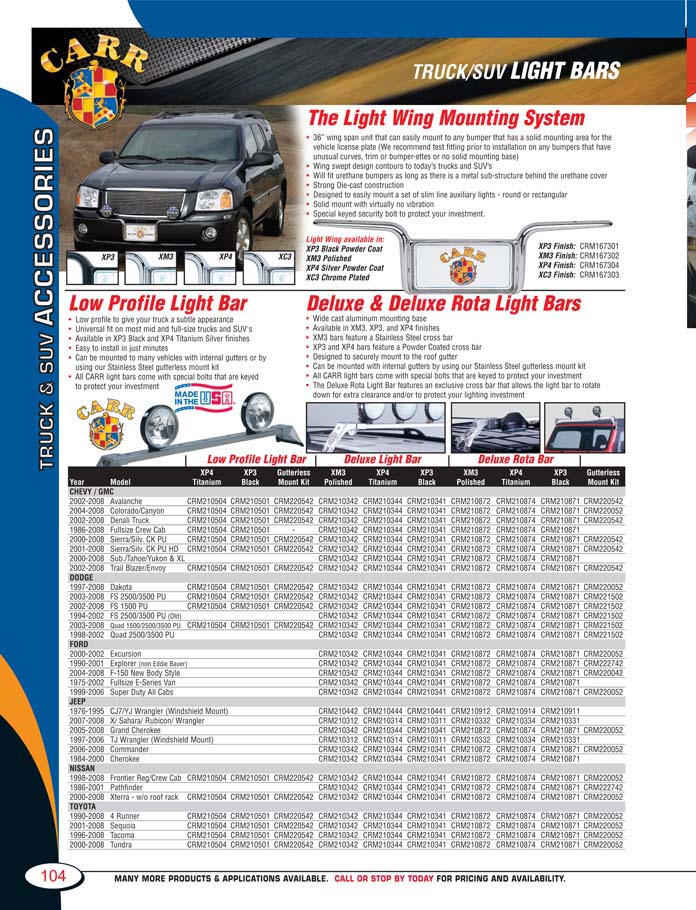 CARR
TRUCK/SUV LIGHT BARS
TRUCK & SUV ACCESSORIES
The Light Wing Mounting System
• 36" wing span unit that can easily mount to any bumper that has a solid mounting area for the
vehicle license plate (We recommend test fitting prior to installation on any bumpers that have
unusual curves, trim or bumper-ettes or no solid mounting base)
• Wing swept design contours to today's trucks and SUV's
• Will fit urethane bumpers as long as there is a metal sub-structure behind the urethane cover
• Strong Die-cast construction
• Designed to easily mount a set of slim line auxiliary lights - round or rectangular
• Solid mount with virtually no vibration
• Special keyed security bolt to protect your investment.
XP3
XM3
XP4
XC3
Light Wing available in:
XP3 Black Powder Coat
XM3 Polished
XP4 Silver Powder Coat
XC3 Chrome Plated
CARR
XP3 Finish: CRM167301
XM3 Finish: CRM167302
XP4 Finish: CRM167304
XC3 Finish: CRM167303
Low Profile Light Bar
• Low profile to give your truck a subtle appearance
• Universal fit on most mid and full-size trucks and SUV's
• Available in XP3 Black and XP4 Titanium Silver finishes
• Easy to install in just minutes
• Can be mounted to many vehicles with internal gutters or by
using our Stainless Steel gutterless mount kit
• All CARR light bars come with special bolts that are keyed
to protect your investment
MADE
IN THE USA
CARR
Deluxe & Deluxe Rota Light Bars
• Wide cast aluminum mounting base
• Available in XM3, XP3, and XP4 finishes
• XM3 bars feature a Stainless Steel cross bar
• XP3 and XP4 bars feature a Powder Coated cross bar
• Designed to securely mount to the roof gutter
• Can be mounted with internal gutters by using our Stainless Steel gutterless mount kit
• All CARR light bars come with special bolts that are keyed to protect your investment
• The Deluxe Rota Light Bar features an exclusive cross bar that allows the light bar to rotate
down for extra clearance and/or to protect your lighting investment
Low Profile Light Bar Deluxe Light Bar Deluxe Rota Bar
XP4 XP3 Gutterless XM3 XP4 XP3 XM3 XP4 XP3 Gutterless
Year Model Titanium Black Mount Kit Polished Titanium Black Polished Titanium Black Mount Kit
CHEVY / GMC
2002-2008 Avalanche CRM210504 CRM210501 CRM220542 CRM210342 CRM210344 CRM210341 CRM210872 CRM210874 CRM210871 CRM220542
2004-2008 Colorado/Canyon CRM210504 CRM210501 CRM220542 CRM210342 CRM210344 CRM210341 CRM210872 CRM210874 CRM210871 CRM220052
2002-2008 Denali Truck CRM210504 CRM210501 CRM220542 CRM210342 CRM210344 CRM210341 CRM210872 CRM210874 CRM210871 CRM220542
1986-2008 Fullsize Crew Cab CRM210504 CRM210501 - CRM210342 CRM210344 CRM210341 CRM210872 CRM210874 CRM210871
2000-2008 Sierra/Silv. CK PU CRM210504 CRM210501 CRM220542 CRM210342 CRM210344 CRM210341 CRM210872 CRM210874 CRM210871 CRM220542
2001-2008 Sierra/Silv. CK PU HD CRM210504 CRM210501 CRM220542 CRM210342 CRM210344 CRM210341 CRM210872 CRM210874 CRM210871 CRM220542
2000-2008 Sub./Tahoe/Yukon & XL CRM210342 CRM210344 CRM210341 CRM210872 CRM210874 CRM210871
2002-2008 Trail Blazer/Envoy CRM210504 CRM210501 CRM220542 CRM210342 CRM210344 CRM210341 CRM210872 CRM210874 CRM210871 CRM220542
DODGE
1997-2008 Dakota CRM210504 CRM210501 CRM220542 CRM210342 CRM210344 CRM210341 CRM210872 CRM210874 CRM210871 CRM220052
2003-2008 FS 2500/3500 PU CRM210504 CRM210501 CRM220542 CRM210342 CRM210344 CRM210341 CRM210872 CRM210874 CRM210871 CRM221502
2002-2008 FS 1500 PU CRM210504 CRM210501 CRM220542 CRM210342 CRM210344 CRM210341 CRM210872 CRM210874 CRM210871 CRM221502
1994-2002 FS 2500/3500 PU (Old) CRM210342 CRM210344 CRM210341 CRM210872 CRM210874 CRM210871 CRM221502
2003-2008 Quad 1500/2500/3500 PU CRM210504 CRM210501 CRM220542 CRM210342 CRM210344 CRM210341 CRM210872 CRM210874 CRM210871 CRM221502
1998-2002 Quad 2500/3500 PU CRM210342 CRM210344 CRM210341 CRM210872 CRM210874 CRM210871 CRM221502
FORD
2000-2002 Excursion CRM210342 CRM210344 CRM210341 CRM210872 CRM210874 CRM210871 CRM220052
1990-2001 Explorer (non Eddie Bauer) CRM210342 CRM210344 CRM210341 CRM210872 CRM210874 CRM210871 CRM222742
2004-2008 F-150 New Body Style CRM210342 CRM210344 CRM210341 CRM210872 CRM210874 CRM210871 CRM220042
1975-2002 Fullsize E-Series Van CRM210342 CRM210344 CRM210341 CRM210872 CRM210874 CRM210871
1999-2006 Super Duty All Cabs CRM210342 CRM210344 CRM210341 CRM210872 CRM210874 CRM210871 CRM220052
JEEP
1976-1995 CJ7/YJ Wrangler (Windshield Mount) CRM210442 CRM210444 CRM210441 CRM210912 CRM210914 CRM210911
2007-2008 X/ Sahara/ Rubicon/ Wrangler CRM210312 CRM210314 CRM210311 CRM210332 CRM210334 CRM210331
2005-2008 Grand Cherokee CRM210342 CRM210344 CRM210341 CRM210872 CRM210874 CRM210871 CRM220052
1997-2006 TJ Wrangler (Windshield Mount) CRM210312 CRM210314 CRM210311 CRM210332 CRM210334 CRM210331
2006-2008 Commander CRM210342 CRM210344 CRM210341 CRM210872 CRM210874 CRM210871 CRM220052
1984-2000 Cherokee CRM210342 CRM210344 CRM210341 CRM210872 CRM210874 CRM210871
NISSAN
1998-2008 Frontier Reg/Crew Cab CRM210504 CRM210501 CRM220542 CRM210342 CRM210344 CRM210341 CRM210872 CRM210874 CRM210871 CRM220052
1986-2001 Pathfinder CRM210342 CRM210344 CRM210341 CRM210872 CRM210874 CRM210871 CRM222742
2000-2008 Xterra - w/o roof rack CRM210504 CRM210501 CRM220542 CRM210342 CRM210344 CRM210341 CRM210872 CRM210874 CRM210871 CRM220052
TOYOTA
1990-2008 4 Runner CRM210504 CRM210501 CRM220542 CRM210342 CRM210344 CRM210341 CRM210872 CRM210874 CRM210871 CRM220052
2001-2008 Sequoia CRM210504 CRM210501 CRM220542 CRM210342 CRM210344 CRM210341 CRM210872 CRM210874 CRM210871 CRM220052
1996-2008 Tacoma CRM210504 CRM210501 CRM220542 CRM210342 CRM210344 CRM210341 CRM210872 CRM210874 CRM210871 CRM220052
2000-2008 Tundra CRM210504 CRM210501 CRM220542 CRM210342 CRM210344 CRM210341 CRM210872 CRM210874 CRM210871 CRM220052
104
MANY MORE PRODUCTS & APPLICATIONS AVAILABLE. CALL OR STOP BY TODAY FOR PRICING AND AVAILABILITY.